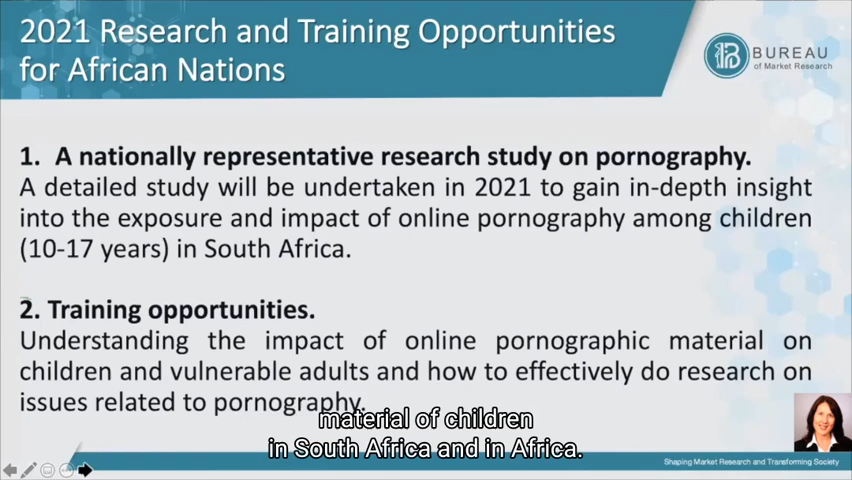 2021 Research and Training Opportunities
for African Nations
BUREAU
of Market Research
1. A nationally representative research study on pornography.
A detailed study will be undertaken in 2021 to gain in-depth insight
into the exposure and impact of online pornography among children
(10-17 years) in South Africa.
2. Training opportunities.
Understanding the impact of online pornographic material on
children and vulnerable adults and how to effectively do research on
issues related to pornography.
material of children
in South Africa and in Africa.
Shaping Market Research and Transforming Society